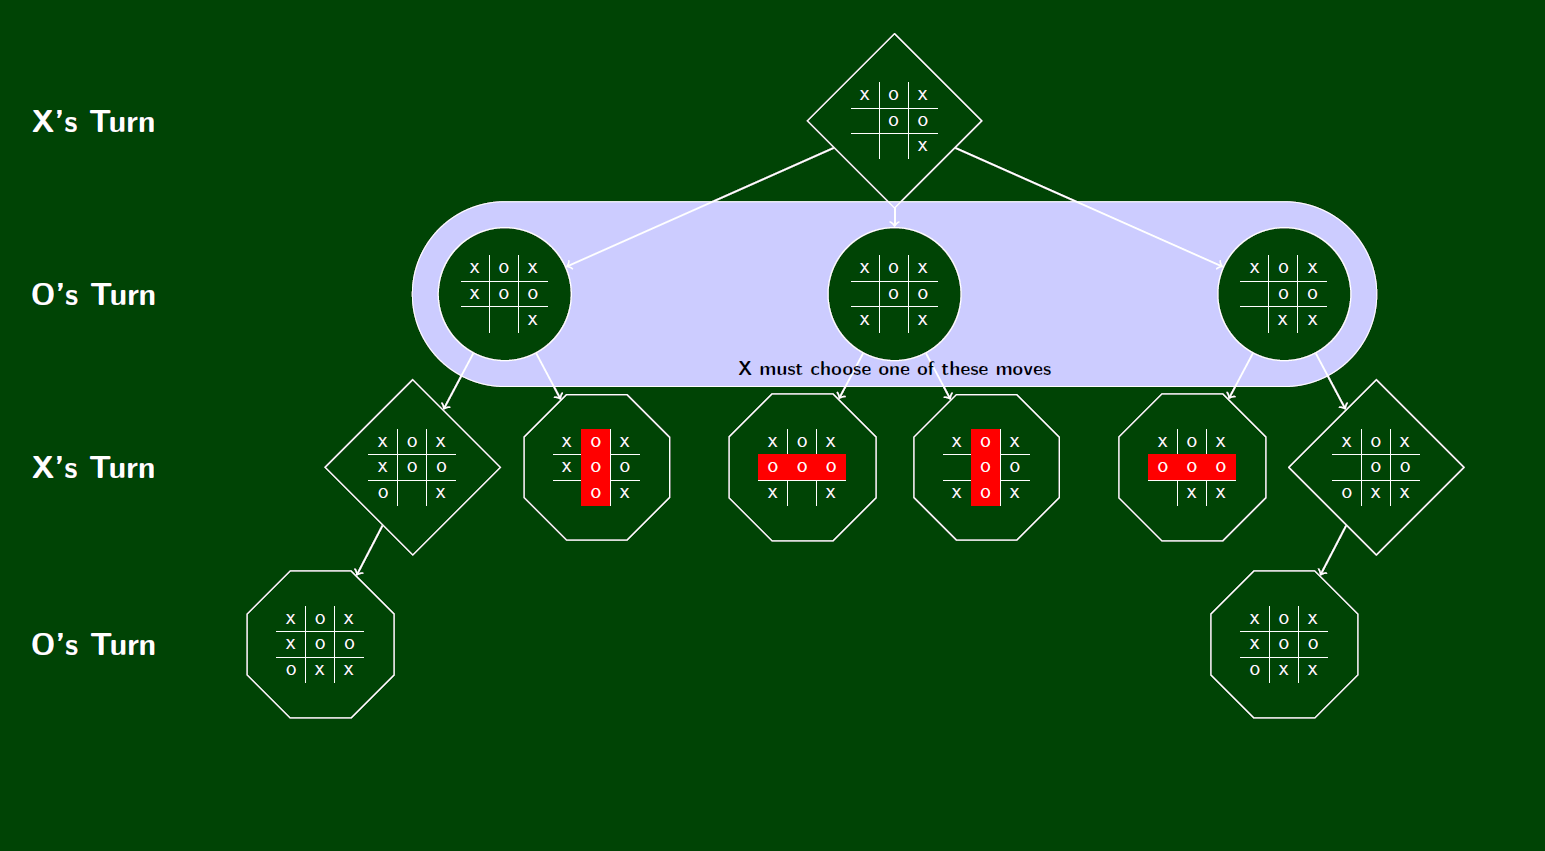 x o x
X's Turn o o
x
x o x x o x x o x
O's Turn x o o o o o o
x x x x x
X must choose one of these moves
x o x x o x x o x x o x x o x x o x
X's Turn x o o x o o o o o o o o o o o o
o x o x x x x o x x x o x x
x o x x o x
O's Turn x o o x o o
o x x o x x